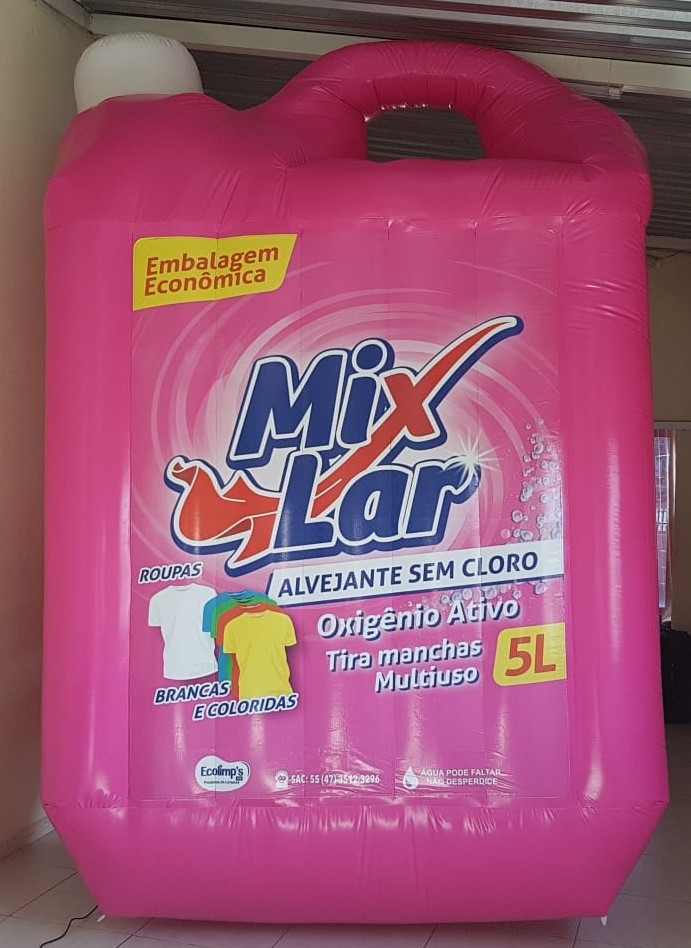 Embalagem
Econômica
Mix
Lar
ALVEJANTE SEM CLORO
ROUPAS
Oxigênio Ativo
Tira manchas
Multiuso
5L
BRANCAS
E COLORIDAS
Ecolimp's
SAC: 55 (47) 3512 3296
ÁGUA PODE FALTAR
NÃO DESPERDICE